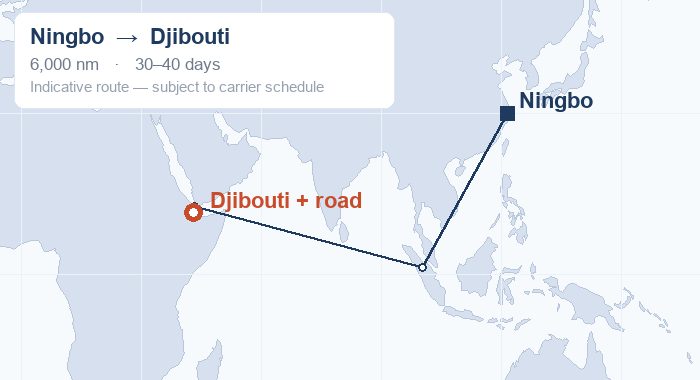 Ningbo → Djibouti
6,000 nm · 30–40 days
Indicative route — subject to carrier schedule
Ningbo
Djibouti + road